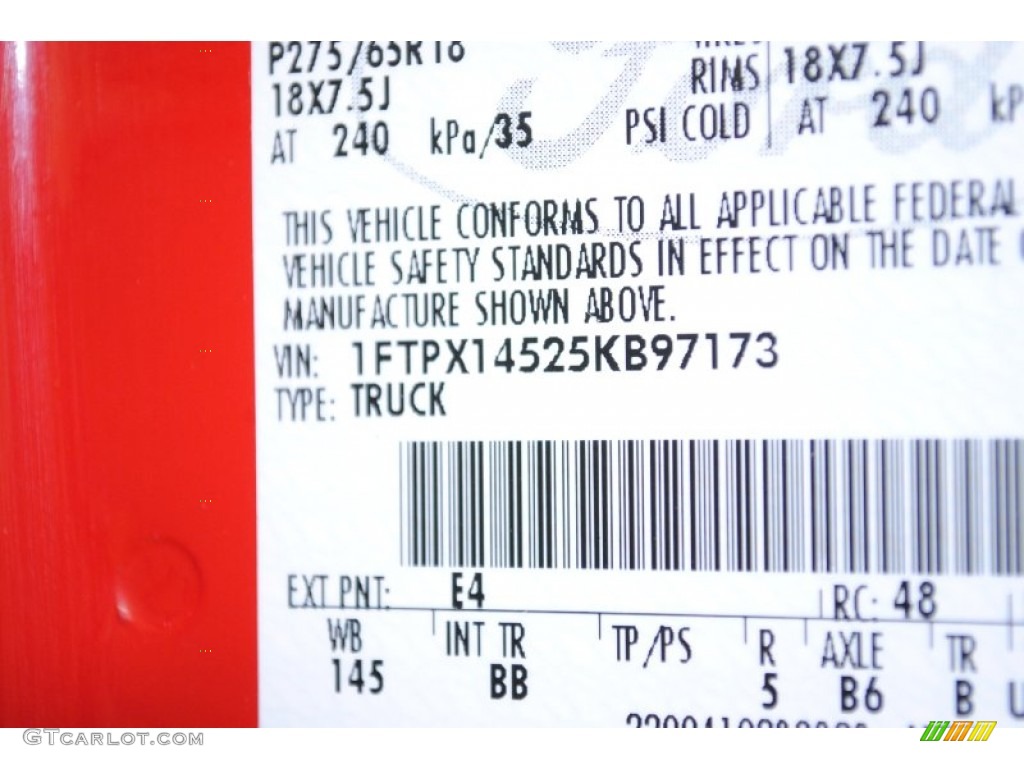 P275/65R18 RIMS 18X7.5J
18X7.5J
AT 240 kPa/35 PSI COLD AT 240 kP
THIS VEHICLE CONFORMS TO ALL APPLICABLE FEDERAL
VEHICLE SAFETY STANDARDS IN EFFECT ON THE DATE
MANUFACTURE SHOWN ABOVE.
VIN: 1FTPX14525KB97173
TYPE: TRUCK
EXT PNT: E4 RC: 48
WB INT TR TP/PS R AXLE TR
145 BB 5 B6 B
GTCARLOT.COM